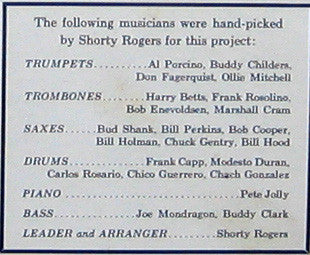 The following musicians were hand-picked
by Shorty Rogers for this project:
TRUMPETS..........Al Porcino, Buddy Childers,
Don Fagerquist, Ollie Mitchell
TROMBONES..........Harry Betts, Frank Rosolino,
Bob Enevoldsen, Marshall Cram
SAXES........Bud Shank, Bill Perkins, Bob Cooper,
Bill Holman, Chuck Gentry, Bill Hood
DRUMS..............Frank Capp, Modesto Duran,
Carlos Rosario, Chico Guerrero, Chach Gonzalez
PIANO..................................Pete Jolly
BASS................Joe Mondragon, Buddy Clark
LEADER and ARRANGER.........Shorty Rogers